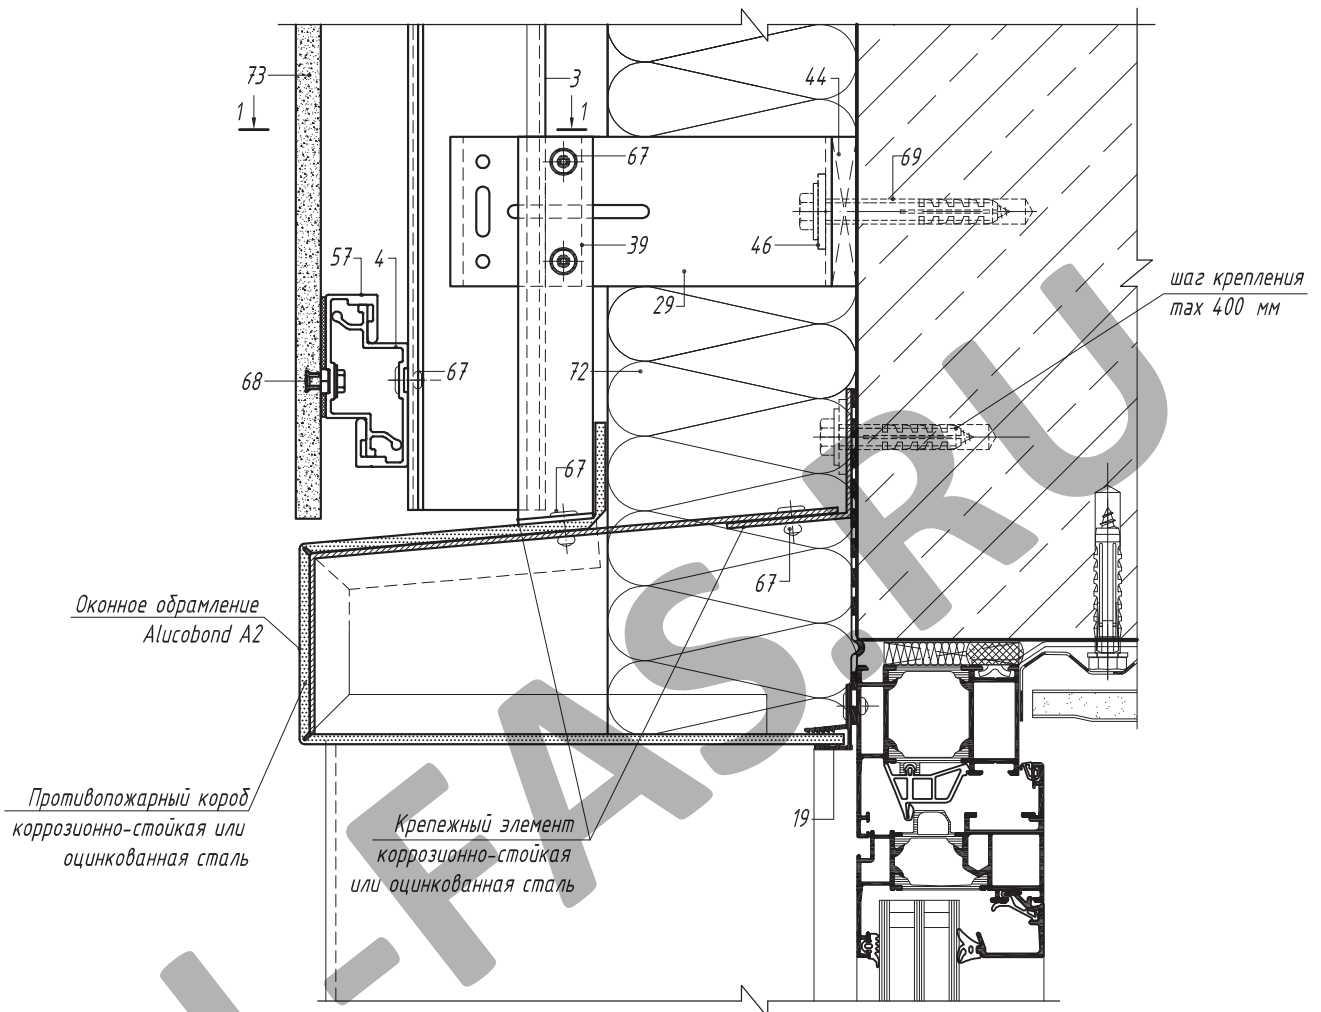 73
3
44
1
1
67
69
39
46
57
4
29
шаг крепления
max 400 мм
68
67
72
67
67
Оконное обрамление
Alucobond A2
19
Противопожарный короб
коррозионно-стойкая или
оцинкованная сталь
Крепежный элемент
коррозионно-стойкая
или оцинкованная сталь
-FAS.RU